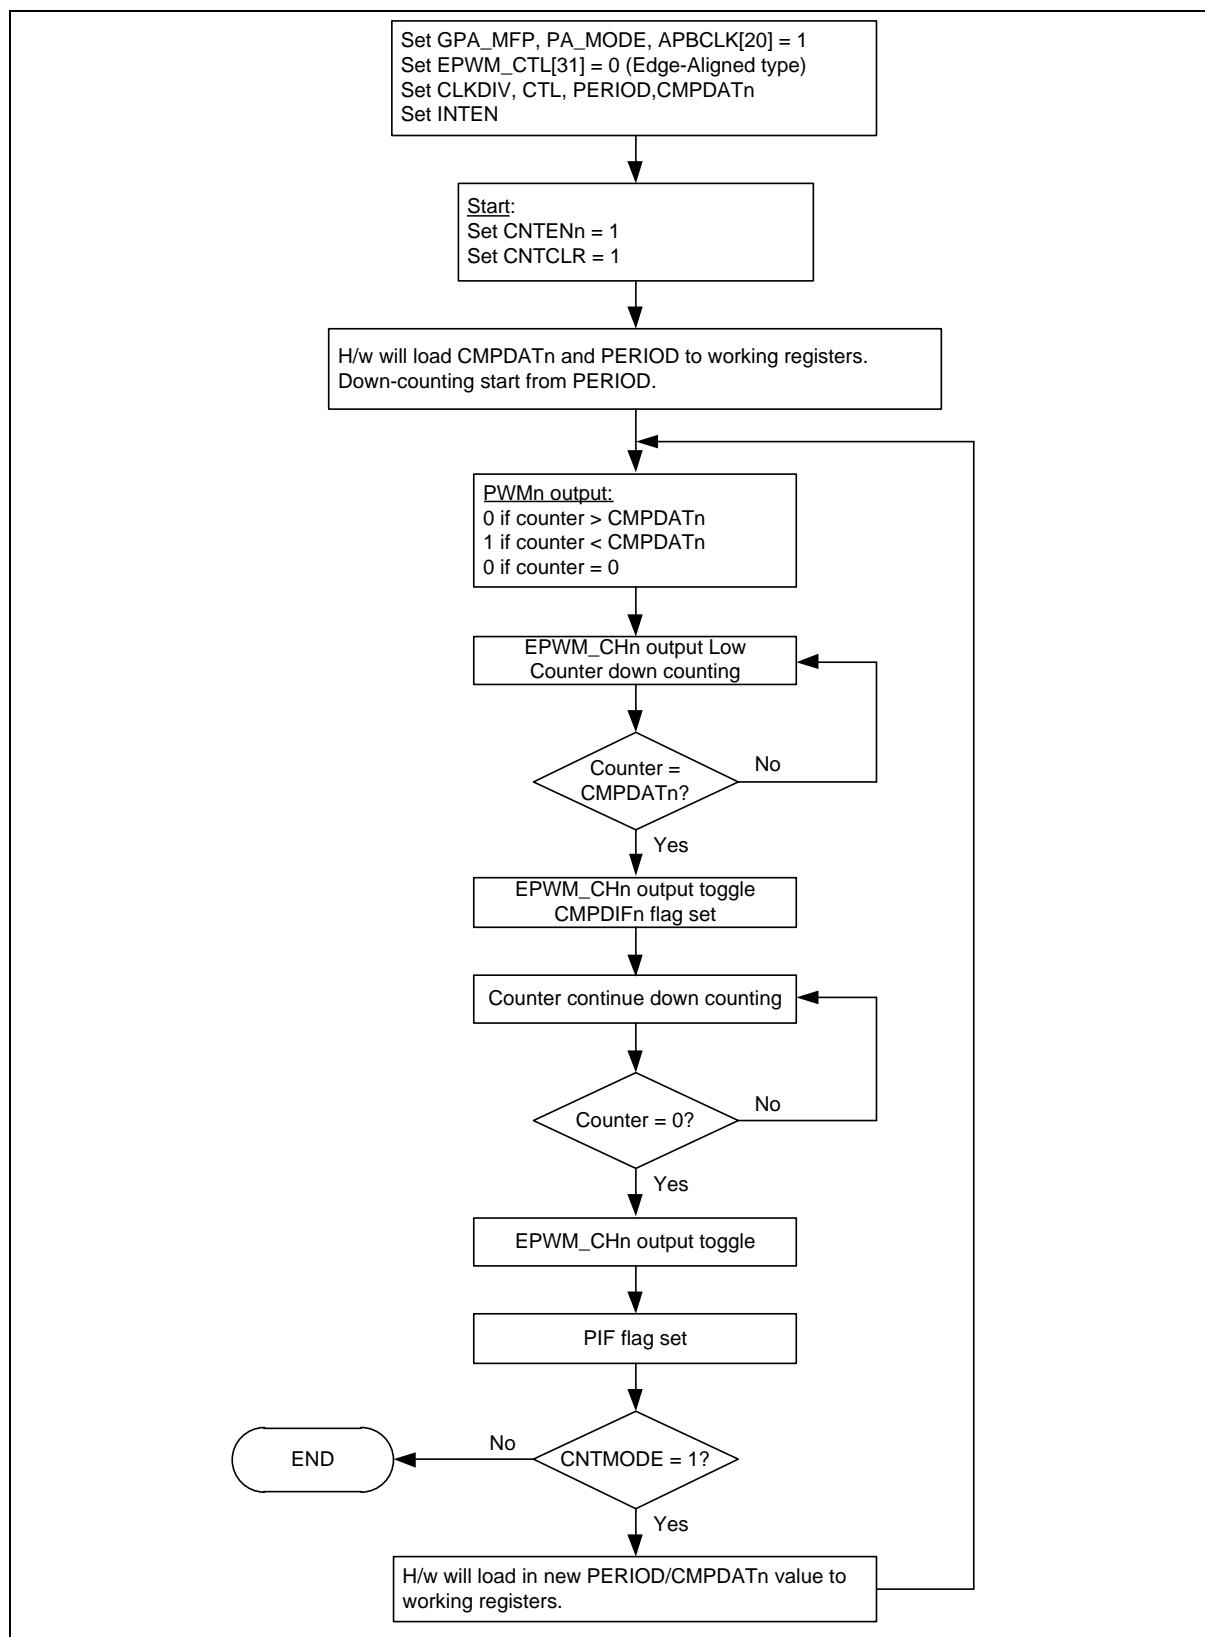 Set GPA_MFP, PA_MODE, APBCLK[20] = 1
Set EPWM_CTL[31] = 0 (Edge-Aligned type)
Set CLKDIV, CTL, PERIOD,CMPDATn
Set INTEN
Start:
Set CNTENn = 1
Set CNTCLR = 1
H/w will load CMPDATn and PERIOD to working registers.
Down-counting start from PERIOD.
PWMn output:
0 if counter > CMPDATn
1 if counter < CMPDATn
0 if counter = 0
EPWM_CHn output Low
Counter down counting
Counter =
CMPDATn?
No
Yes
EPWM_CHn output toggle
CMPDIFn flag set
Counter continue down counting
Counter = 0?
No
Yes
EPWM_CHn output toggle
PIF flag set
CNTMODE = 1?
No
END
Yes
H/w will load in new PERIOD/CMPDATn value to
working registers.